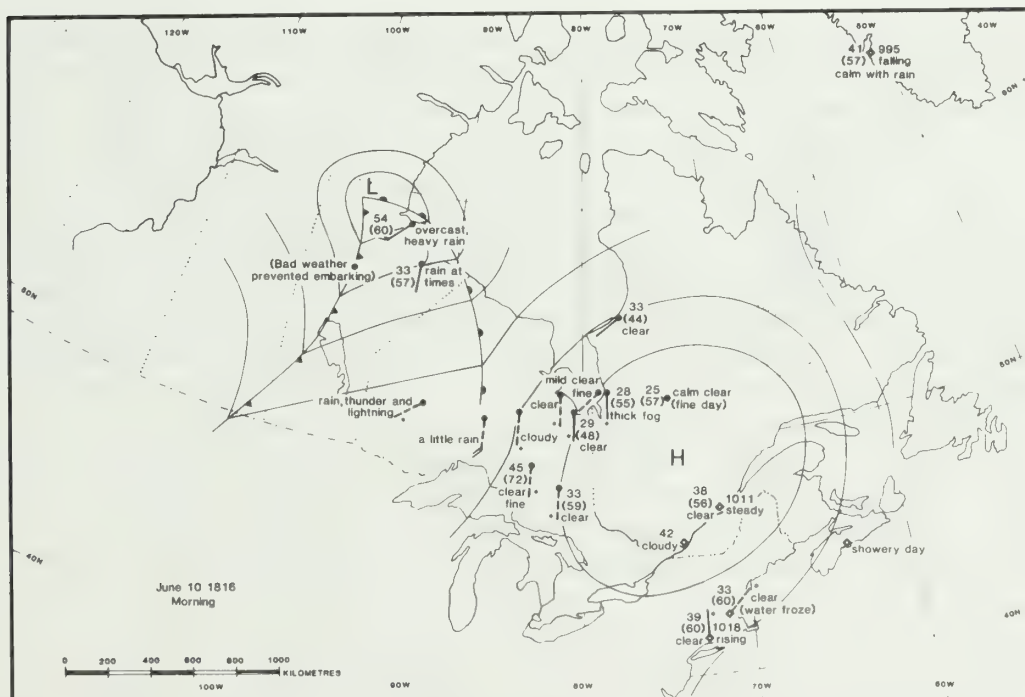 120W 110W 100W 90W 80W 70W 60W 50W 40W
41 995
(57) falling
calm with rain
60N
L
54
(60) overcast,
heavy rain
(Bad weather
prevented embarking)
33 rain at
(57) times
60N
33
(44)
clear
50N
mild clear
fine
clear
28
(55)
thick fog
25 calm clear
(57) (fine day)
rain, thunder and
lightning
a little rain
cloudy
29
(48)
clear
H
45
(72)
clear
fine
33
(59)
clear
38 1011
(56) steady
clear
42
cloudy
showery day
40N
33 clear
(60) (water froze)
39
(60) 1018
clear rising
40N
June 10 1816
Morning
0 200 400 600 800 1000
KILOMETRES
100W 90W 80W 70W 60W